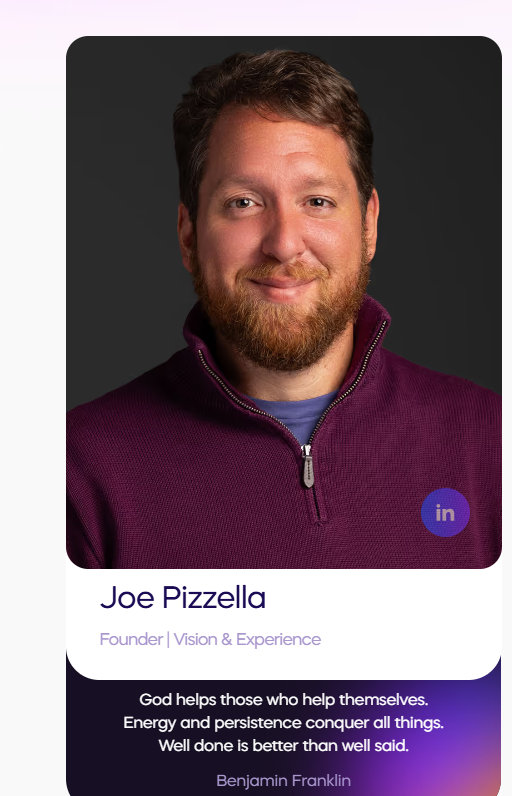 in
Joe Pizzella
Founder | Vision & Experience
God helps those who help themselves.
Energy and persistence conquer all things.
Well done is better than well said.
Benjamin Franklin